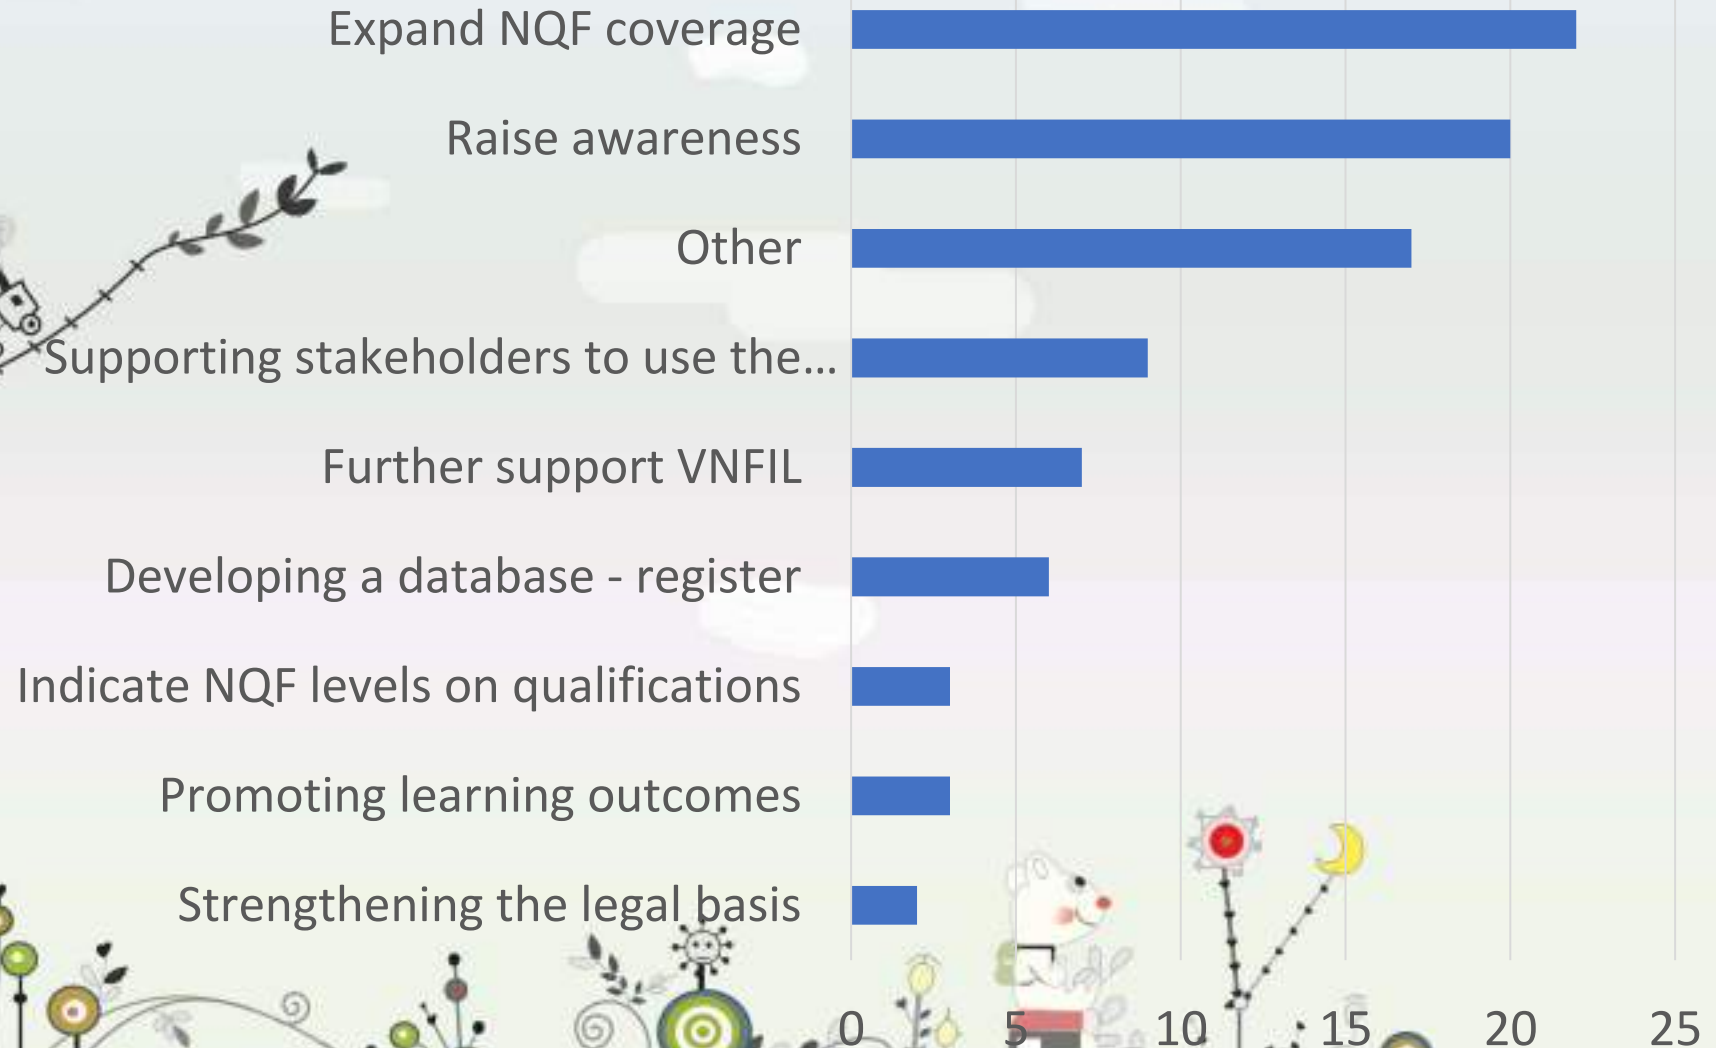 Expand NQF coverage
Raise awareness
Other
Supporting stakeholders to use the...
Further support VNFIL
Developing a database - register
Indicate NQF levels on qualifications
Promoting learning outcomes
Strengthening the legal basis
0 5 10 15 20 25